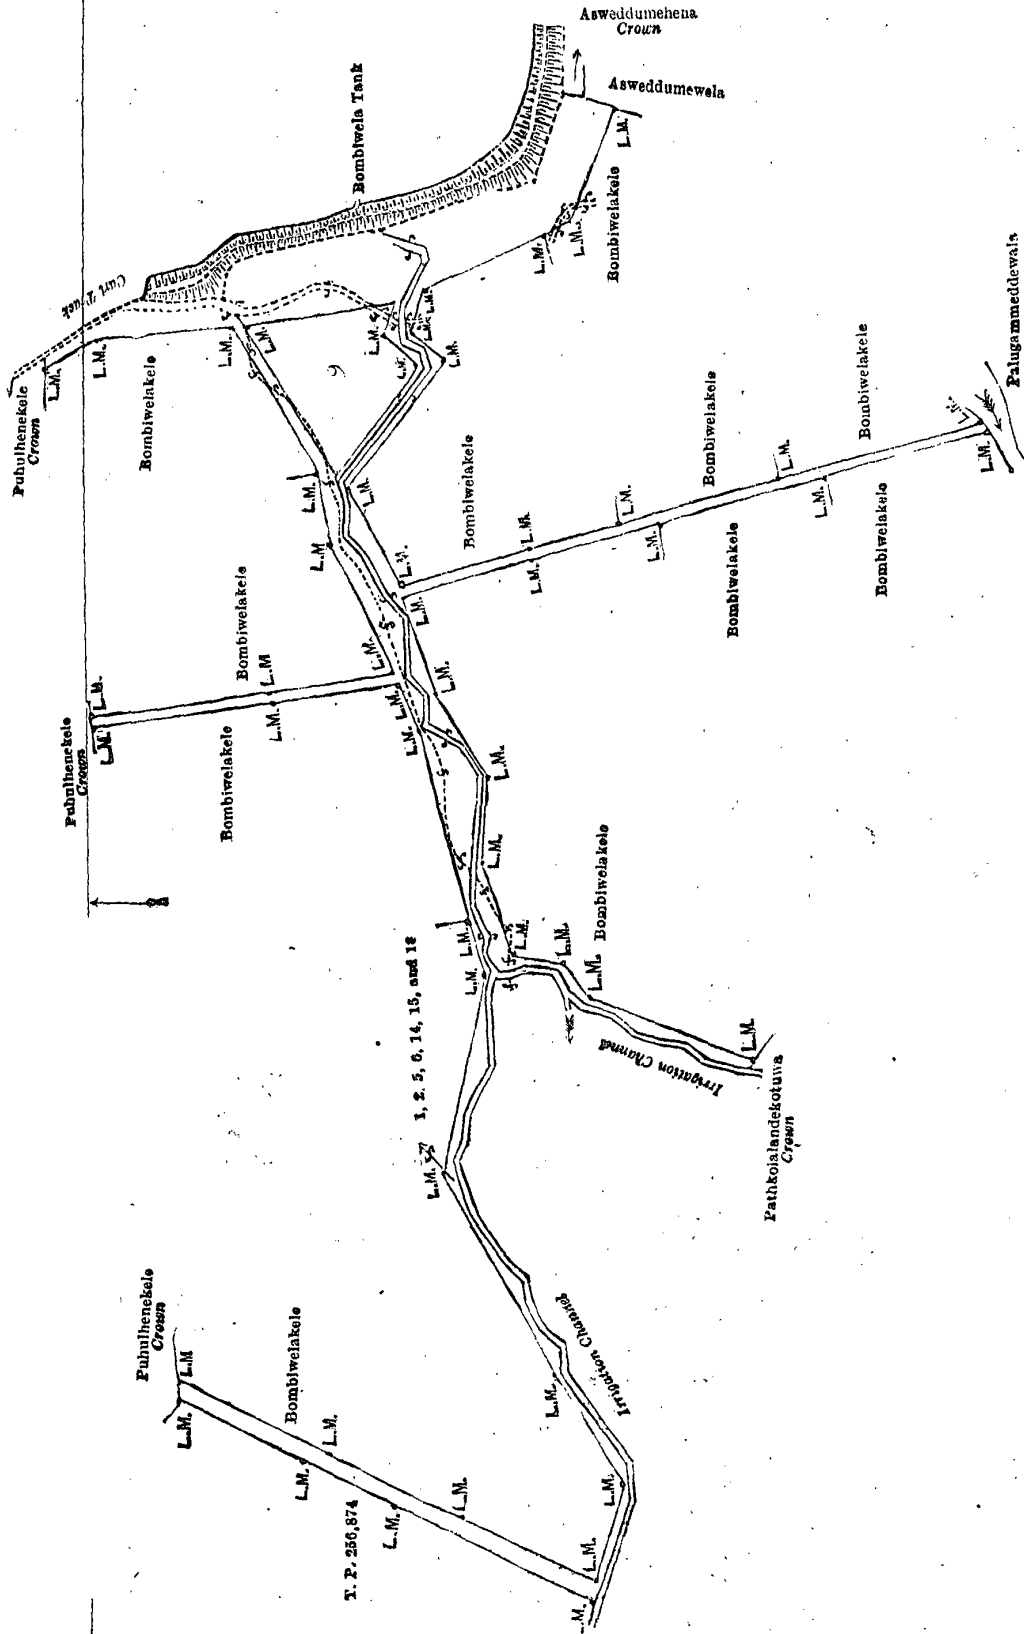 Asweddumehena
Crown
Asweddumewela
L.M.
Bombiwela Tank
Bombiwelakele
L.M.
L.M.
Cart Track
Puhulhenekele
Crown
L.M.
L.M.
Bombiwelakele
L.M.
L.M.
L.M.
L.M.
L.M.
L.M.
L.M.
9
Palugammeddewala
L.M.
Bombiwelakele
Bombiwelakele
Bombiwelakele
L.M.
L.M.
L.M.
L.M.
L.M.
L.M.
Bombiwelakele
Bombiwelakele
L.M.
L.M.
L.M.
L.M.
L.M.
Bombiwelakele
L.M.
L.M.
L.M.
L.M.
Bombiwelakele
Puhulhenekele
Crown
L.M.
L.M.
L.M.
L.M.
L.M.
L.M.
L.M.
L.M.
L.M.
Bombiwelakele
L.M.
L.M.
L.M.
Irrigation Channel
Pathkolalandekotuwa
Crown
1, 2, 5, 6, 14, 15, and 18
L.M.
Puhulhenekele
Crown
L.M.
L.M.
Bombiwelakele
L.M.
L.M.
T. P. 256,874
L.M.
L.M.
Irrigation Channel
L.M.
L.M.
L.M.
L.M.